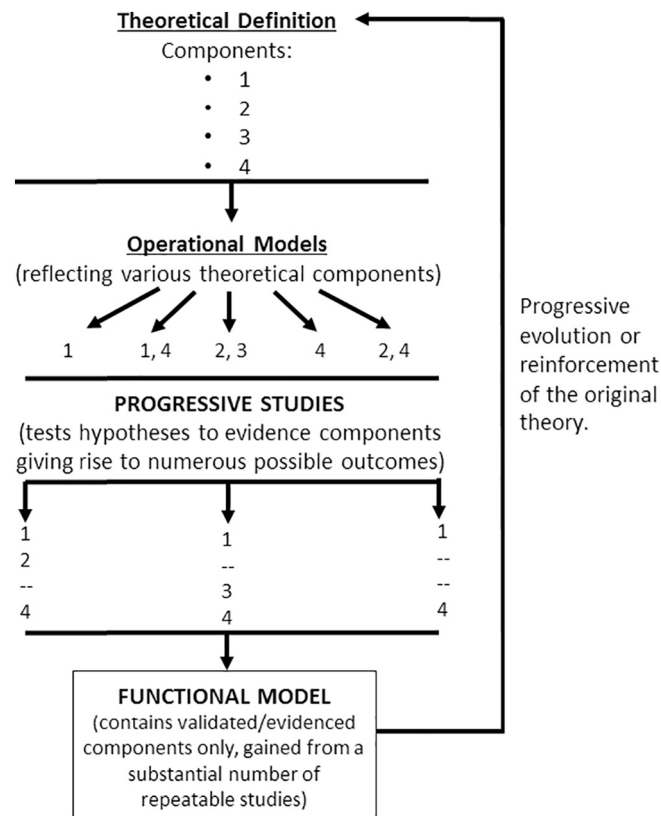 Theoretical Definition
Components:
• 1
• 2
• 3
• 4
Operational Models
(reflecting various theoretical components)
1 1, 4 2, 3 4 2, 4
Progressive
evolution or
reinforcement
of the original
theory.
PROGRESSIVE STUDIES
(tests hypotheses to evidence components
giving rise to numerous possible outcomes)
1 1 1
2 -- --
-- 3 --
4 4 4
FUNCTIONAL MODEL
(contains validated/evidenced
components only, gained from a
substantial number of
repeatable studies)